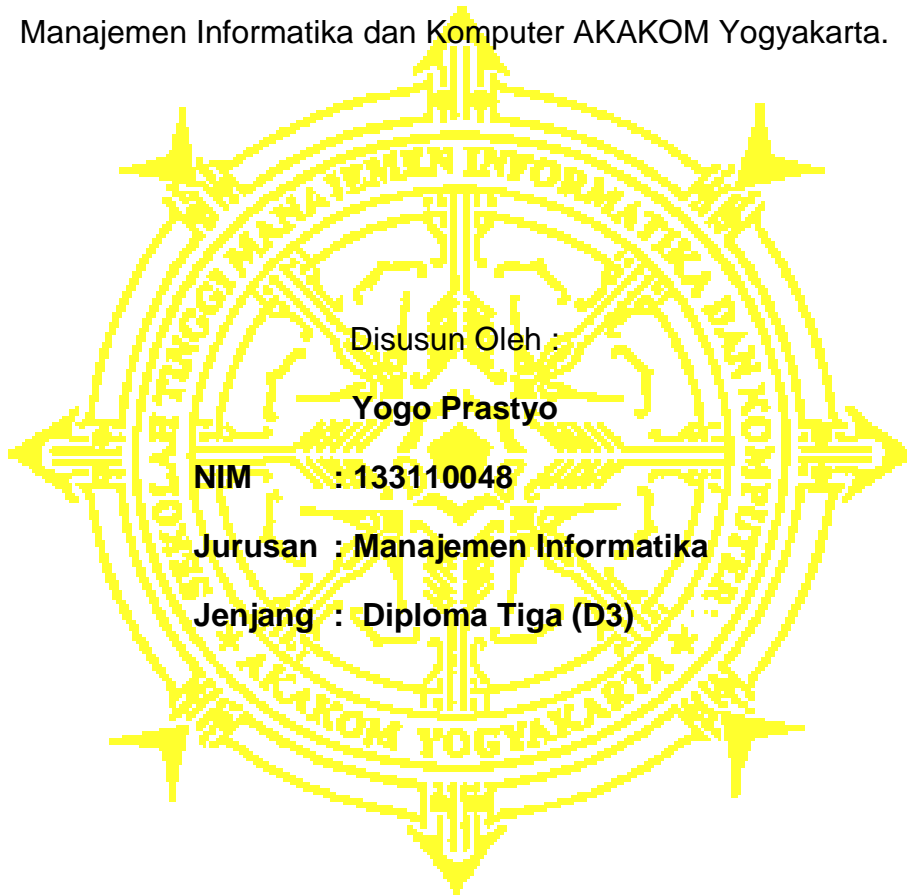 Manajemen Informatika dan Komputer AKAKOM Yogyakarta.
SEKOLAH TINGGI MANAJEMEN INFORMATIKA DAN KOMPUTER
★ AKAKOM YOGYAKARTA ★
Disusun Oleh :
Yogo Prastyo
NIM : 133110048
Jurusan : Manajemen Informatika
Jenjang : Diploma Tiga (D3)